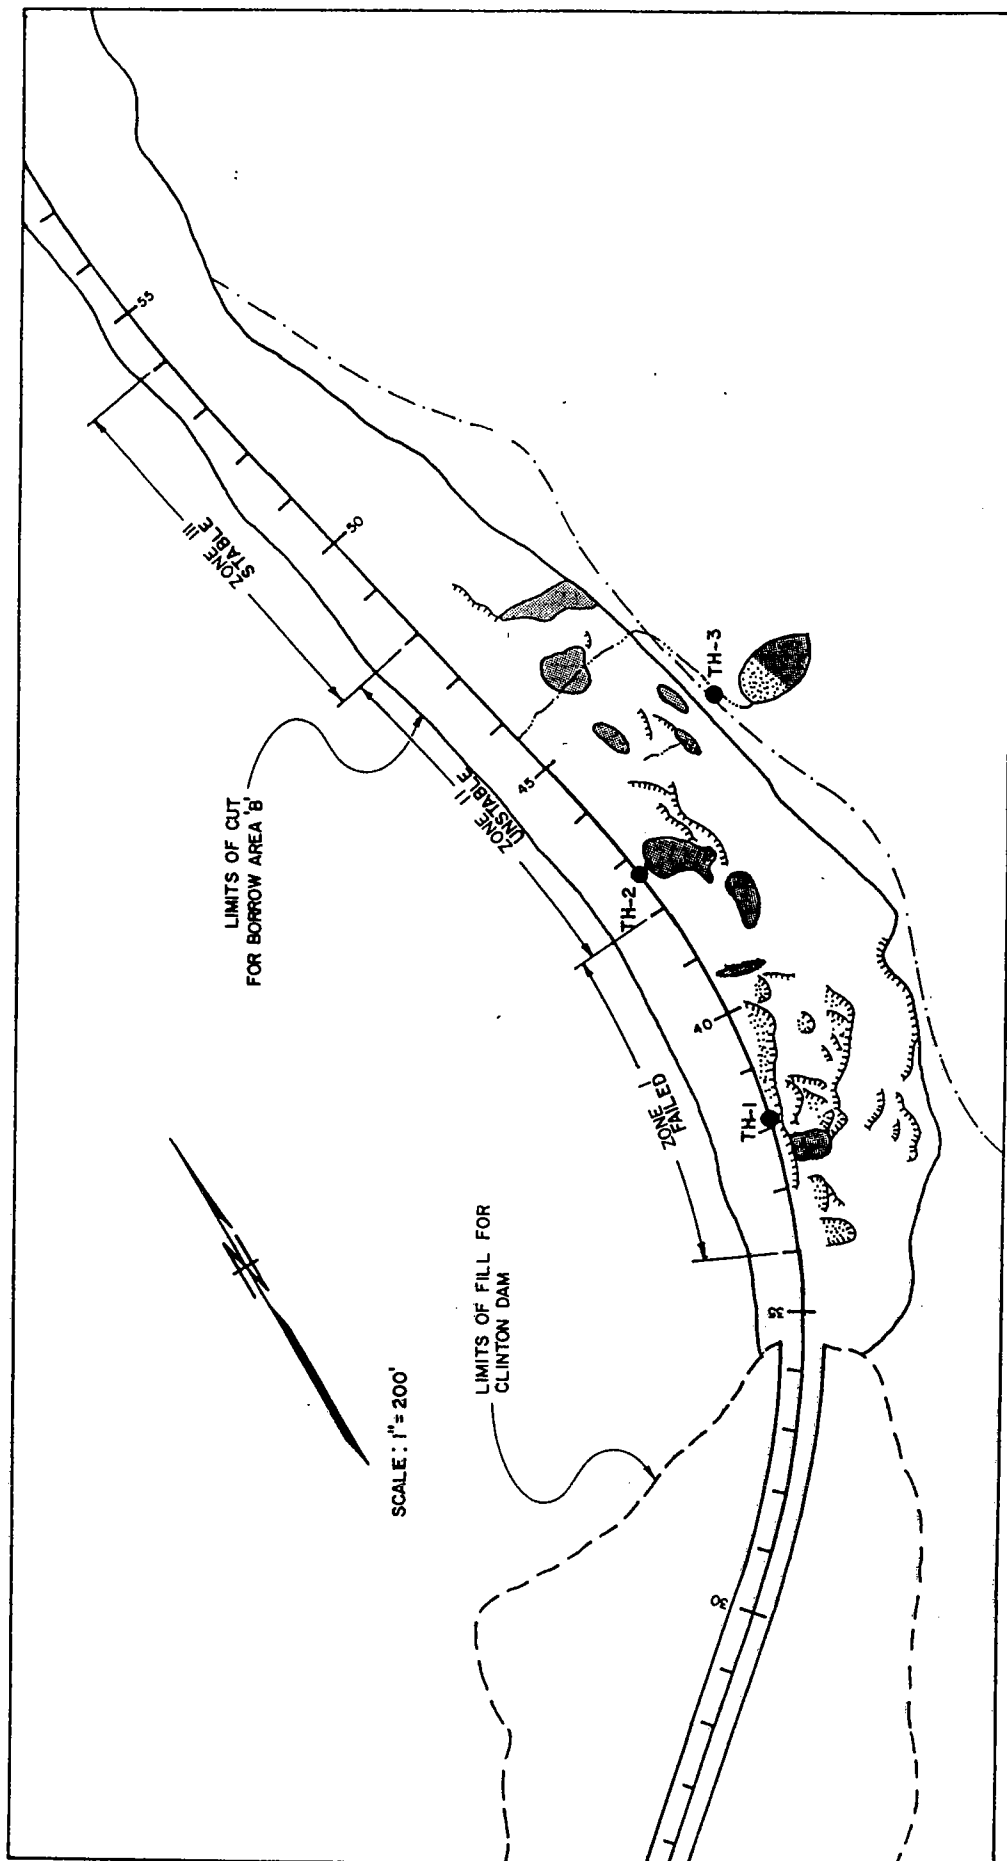 55
ZONE III
STABLE
50
TH-3
LIMITS OF CUT
FOR BORROW AREA 'B'
ZONE II
UNSTABLE
45
TH-2
40
ZONE I
FAILED
TH-1
N
LIMITS OF FILL FOR
CLINTON DAM
35
SCALE: 1" = 200'
30